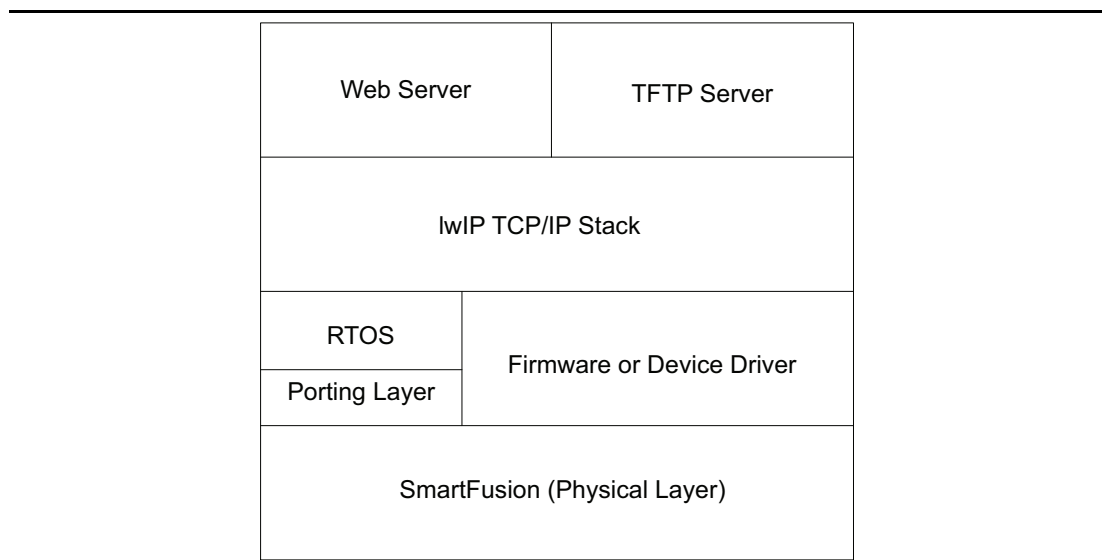 Web Server
TFTP Server
lwIP TCP/IP Stack
RTOS
Porting Layer
Firmware or Device Driver
SmartFusion (Physical Layer)